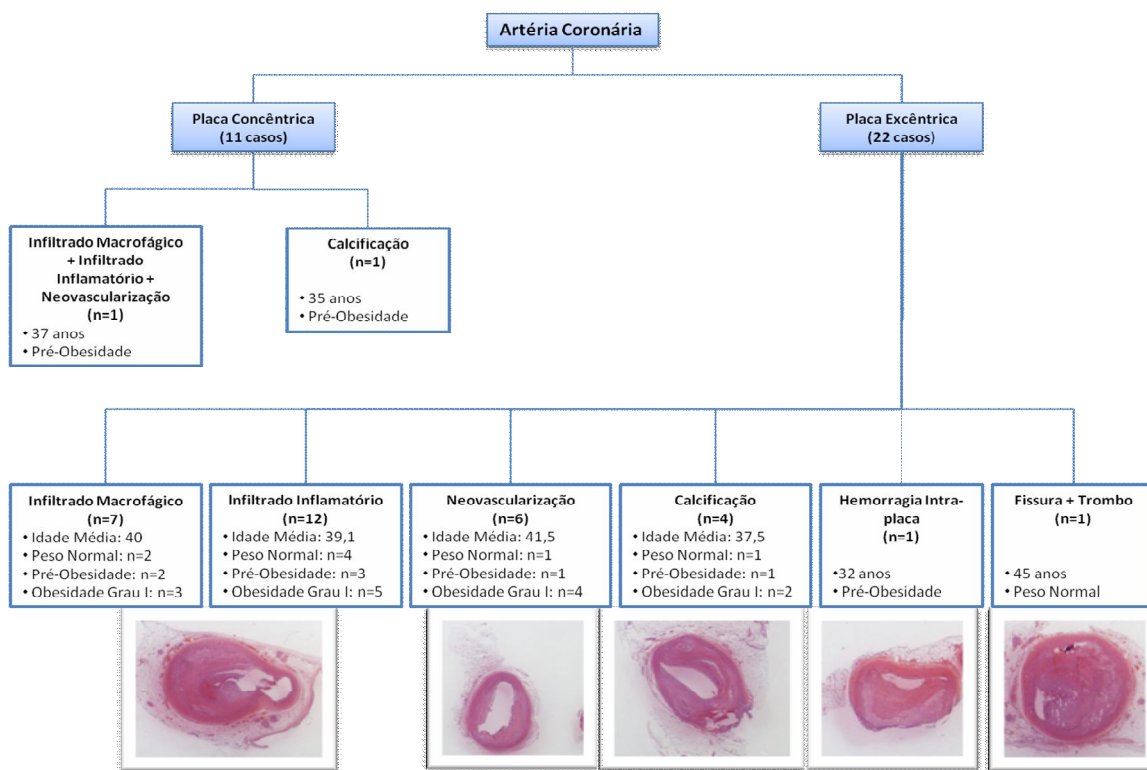 Artéria Coronária
Placa Concêntrica
(11 casos)
Placa Excêntrica
(22 casos)
Infiltrado Macrofágico
+ Infiltrado
Inflamatório +
Neovascularização
(n=1)
• 37 anos
• Pré-Obesidade
Calcificação
(n=1)
• 35 anos
• Pré-Obesidade
Infiltrado Macrofágico
(n=7)
• Idade Média: 40
• Peso Normal: n=2
• Pré-Obesidade: n=2
• Obesidade Grau I: n=3
Infiltrado Inflamatório
(n=12)
• Idade Média: 39,1
• Peso Normal: n=4
• Pré-Obesidade: n=3
• Obesidade Grau I: n=5
Neovascularização
(n=6)
• Idade Média: 41,5
• Peso Normal: n=1
• Pré-Obesidade: n=1
• Obesidade Grau I: n=4
Calcificação
(n=4)
• Idade Média: 37,5
• Peso Normal: n=1
• Pré-Obesidade: n=1
• Obesidade Grau I: n=2
Hemorragia Intra-
placa
(n=1)
• 32 anos
• Pré-Obesidade
Fissura + Trombo
(n=1)
• 45 anos
• Peso Normal